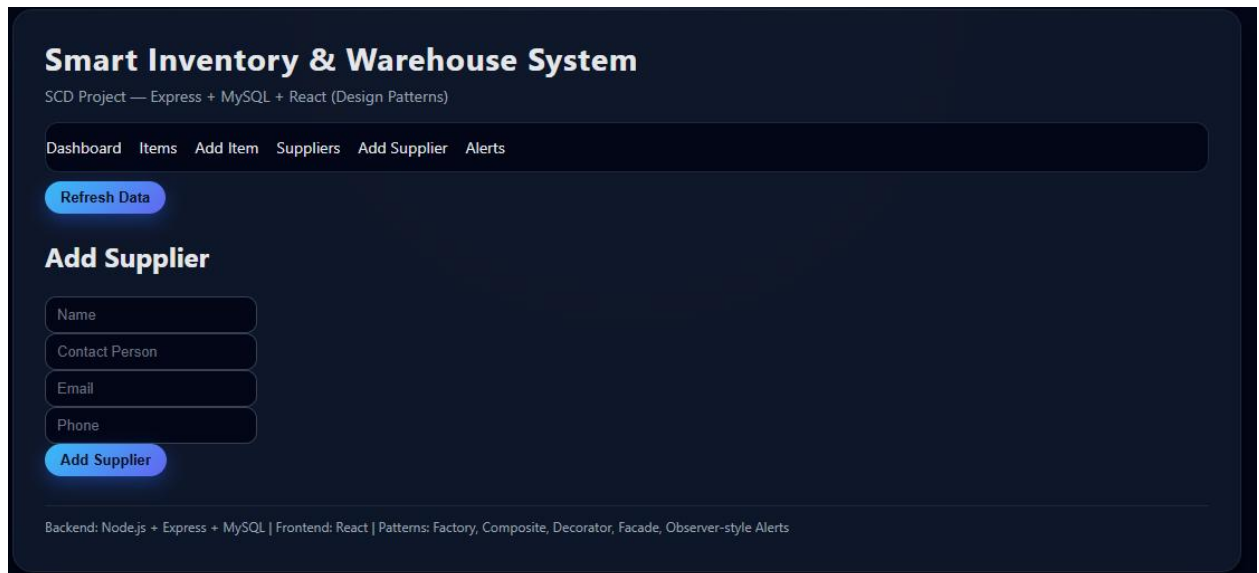 Smart Inventory & Warehouse System
SCD Project — Express + MySQL + React (Design Patterns)
Dashboard Items Add Item Suppliers Add Supplier Alerts
Refresh Data
Add Supplier
Name
Contact Person
Email
Phone
Add Supplier
Backend: Node.js + Express + MySQL | Frontend: React | Patterns: Factory, Composite, Decorator, Facade, Observer-style Alerts